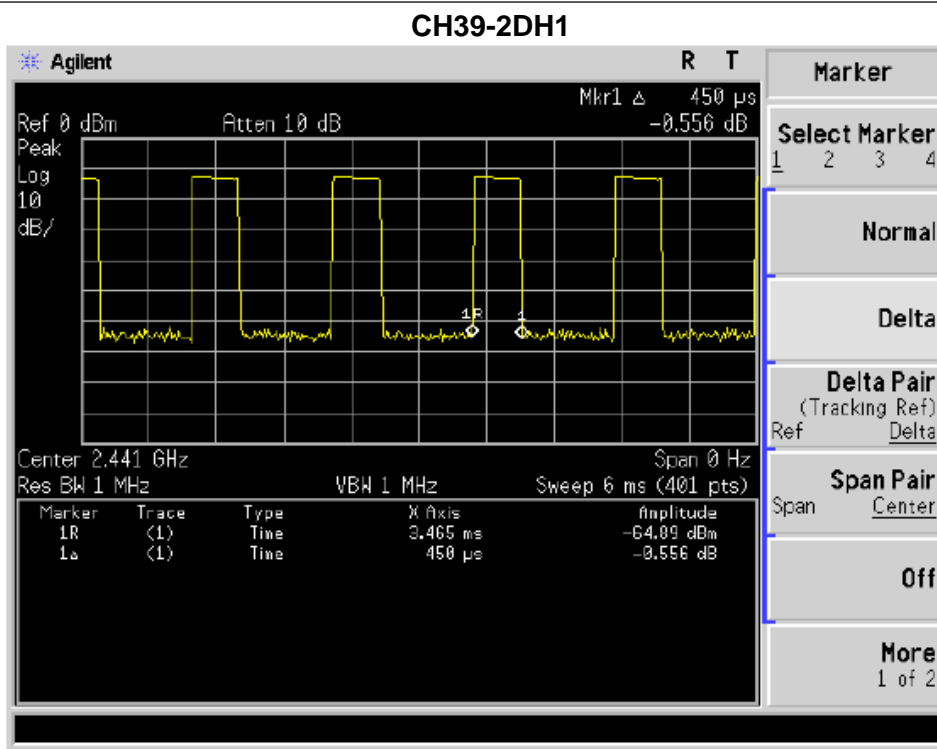 CH39-2DH1
Agilent R T
Mkr1 Δ 450 µs
Ref 0 dBm Atten 10 dB -0.556 dB
Peak
Log
10
dB/
1R 1
Center 2.441 GHz Span 0 Hz
Res BW 1 MHz VBW 1 MHz Sweep 6 ms (401 pts)
Marker Trace Type X Axis Amplitude
1R (1) Time 3.465 ms -64.89 dBm
1Δ (1) Time 450 µs -0.556 dB
Marker
Select Marker
1 2 3 4
Normal
Delta
Delta Pair
(Tracking Ref)
Ref Delta
Span Pair
Span Center
Off
More
1 of 2